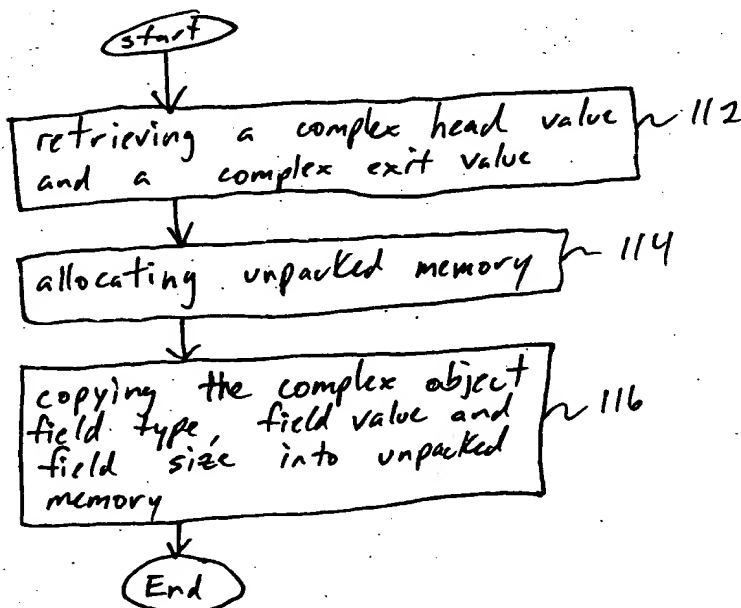 start
retrieving a complex head value
and a complex exit value
112
allocating unpacked memory
114
copying the complex object
field type, field value and
field size into unpacked
memory
116
End